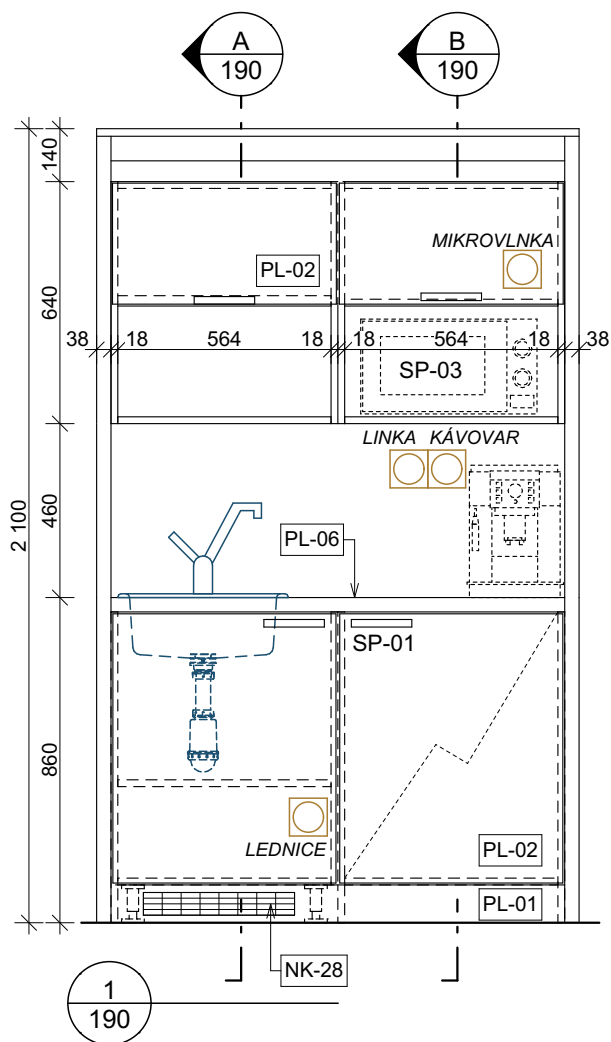 A
190
B
190
140
MIKROVLNKA
PL-02
640
38 18 564 18 18 564 18 38
SP-03
LINKA KÁVOVAR
2 100
460
PL-06
SP-01
860
LEDNICE
PL-02
PL-01
NK-28
1
190